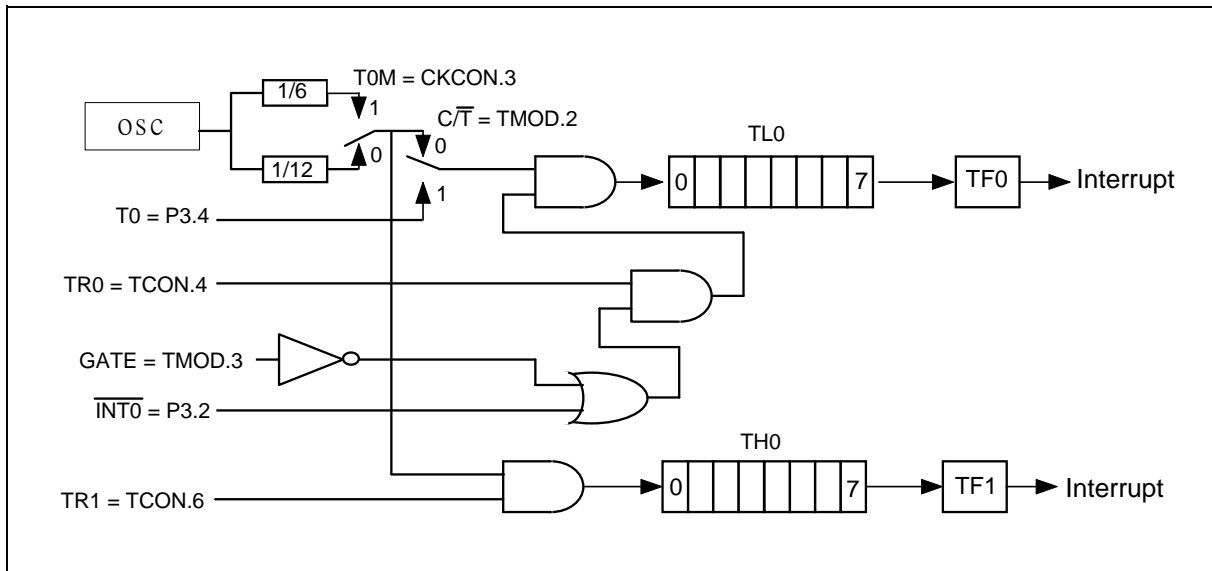 T0M = CKCON.3
1/6
1
OSC
C/T̅ = TMOD.2
0
0
1/12
1
T0 = P3.4
TL0
0 7
TF0
Interrupt
TR0 = TCON.4
GATE = TMOD.3
I̅N̅T̅0̅ = P3.2
TH0
0 7
TF1
Interrupt
TR1 = TCON.6